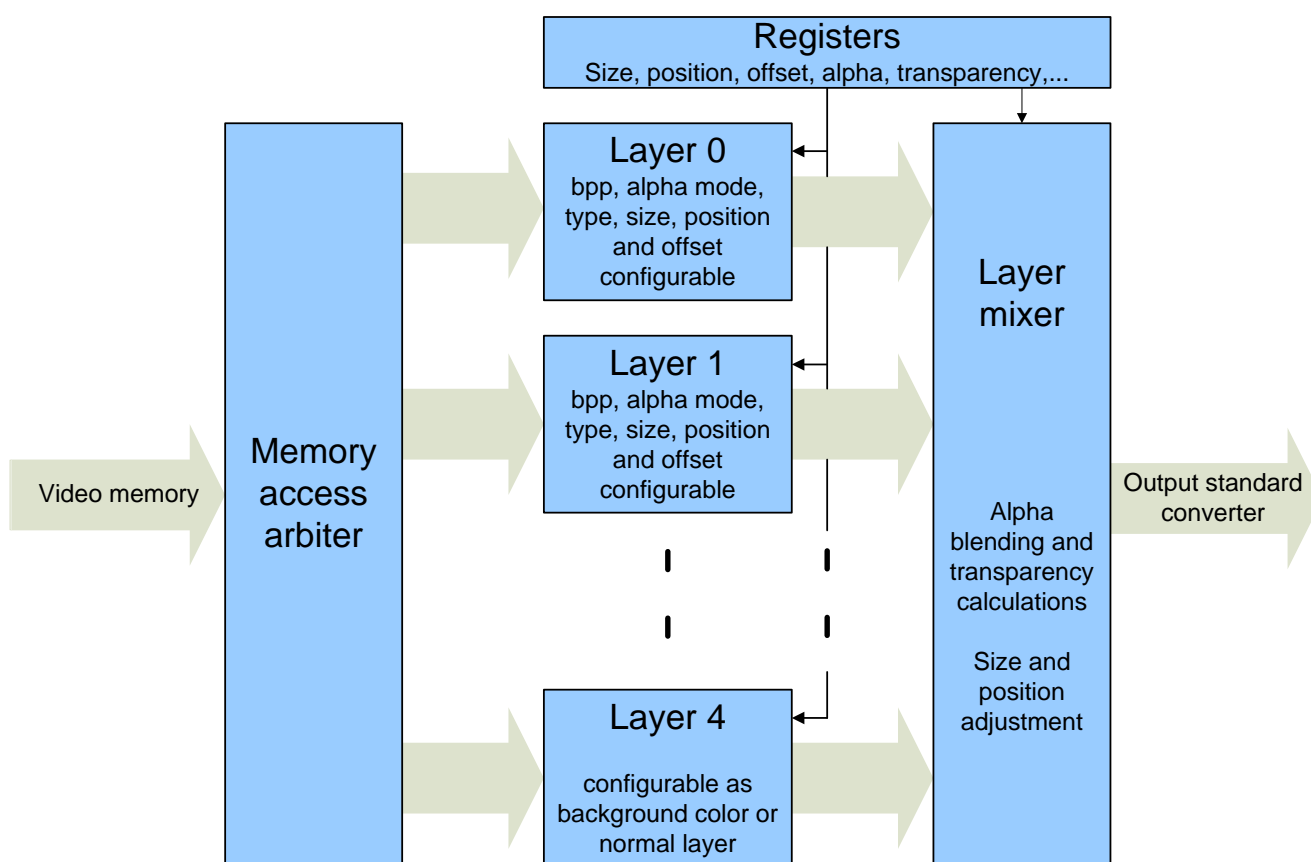 Registers
Size, position, offset, alpha, transparency,...
Layer 0
bpp, alpha mode,
type, size, position
and offset
configurable
Layer 1
bpp, alpha mode,
type, size, position
and offset
configurable
Layer 4
configurable as
background color or
normal layer
Video memory
Memory
access
arbiter
Layer
mixer
Alpha
blending and
transparency
calculations
Size and
position
adjustment
Output standard
converter